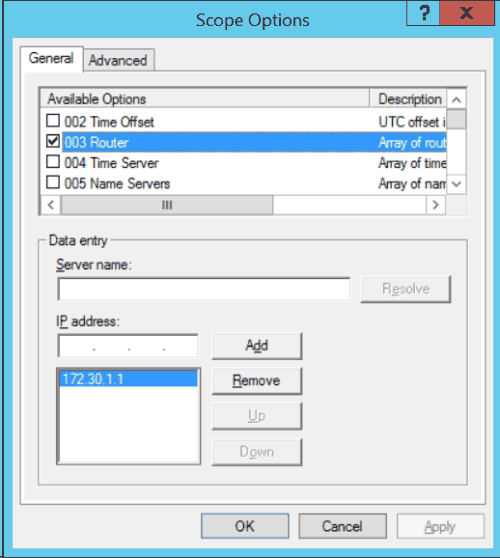 Scope Options
? x
General Advanced
Available Options Description
002 Time Offset UTC offset i
003 Router Array of rout
004 Time Server Array of time
005 Name Servers Array of nam
Data entry
Server name:
Resolve
IP address:
. . . Add
172.30.1.1 Remove
Up
Down
OK Cancel Apply